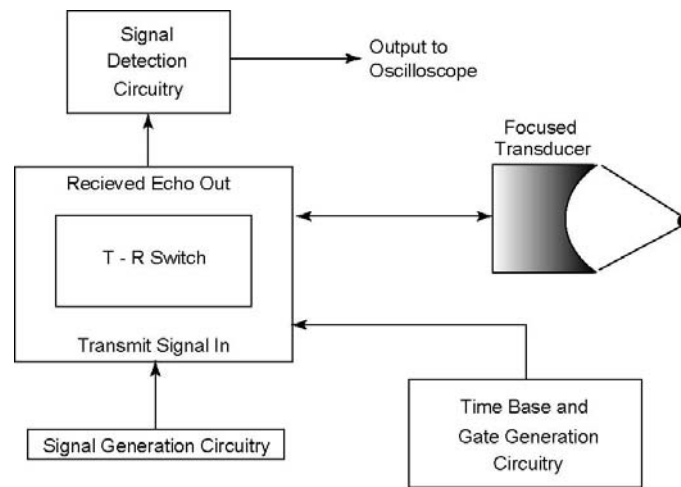 Signal
Detection
Circuitry
Output to
Oscilloscope
Focused
Transducer
Recieved Echo Out
T - R Switch
Transmit Signal In
Signal Generation Circuitry
Time Base and
Gate Generation
Circuitry